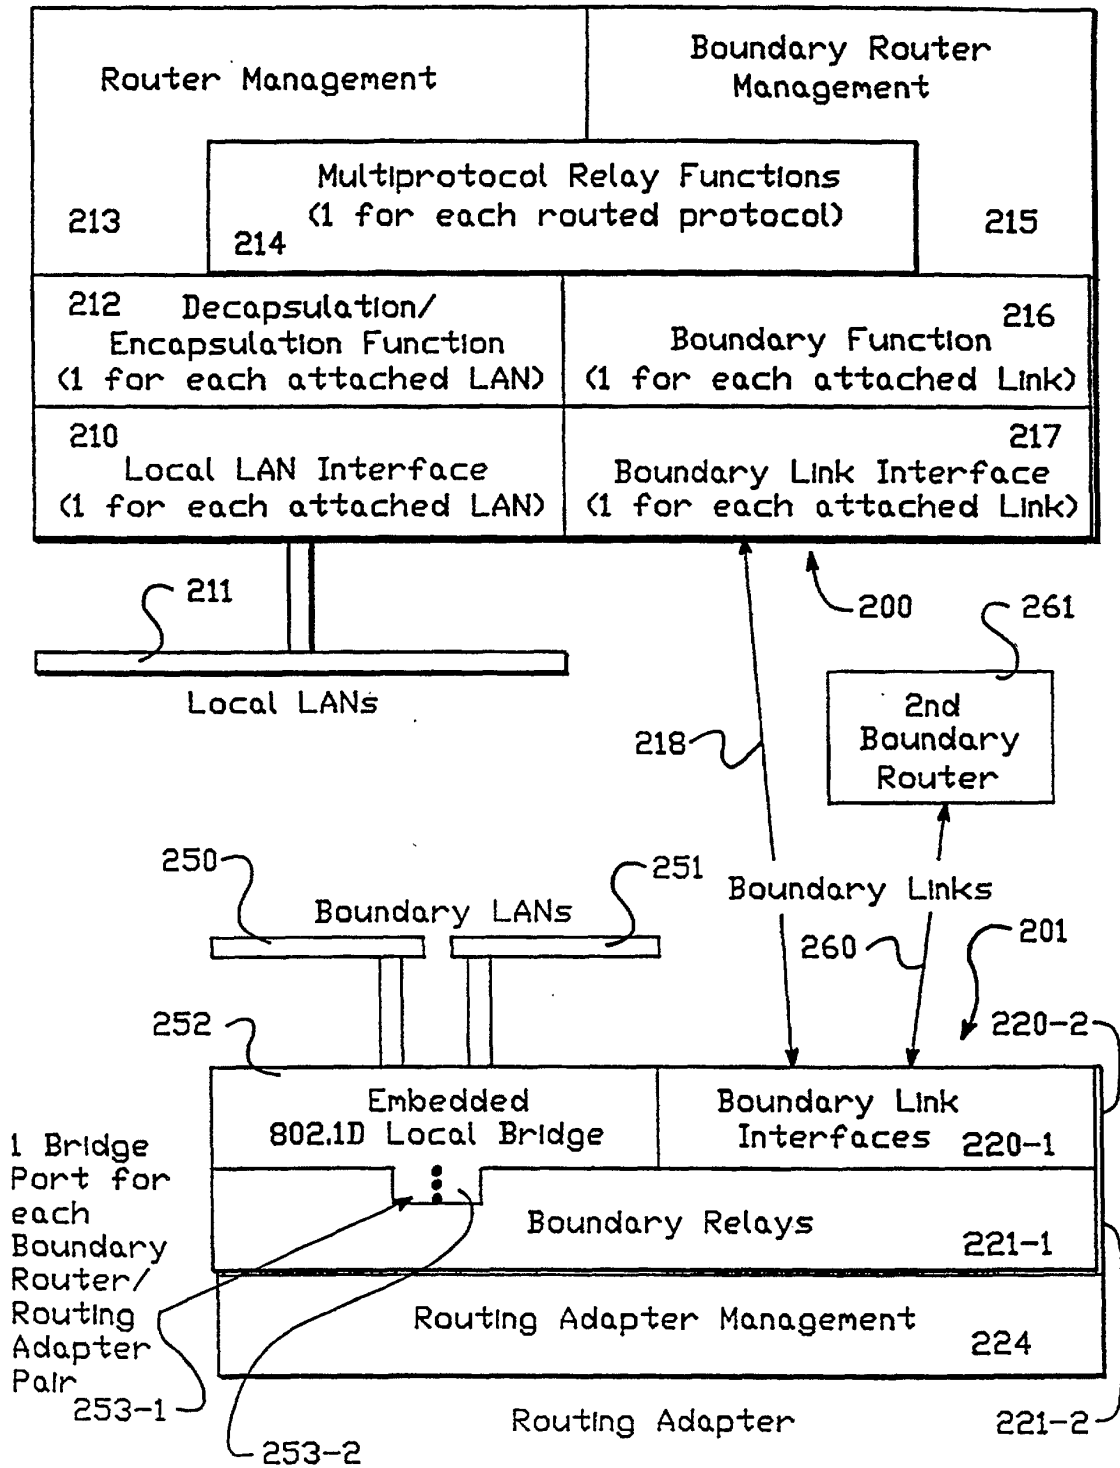 Router Management
Boundary Router
Management
Multiprotocol Relay Functions
(1 for each routed protocol)
213
214
215
212
Decapsulation/
Encapsulation Function
(1 for each attached LAN)
216
Boundary Function
(1 for each attached Link)
210
Local LAN Interface
(1 for each attached LAN)
217
Boundary Link Interface
(1 for each attached Link)
211
200
261
Local LANs
2nd
Boundary
Router
218
250
251
Boundary LANs
Boundary Links
260
201
252
220-2
Embedded
802.1D Local Bridge
Boundary Link
Interfaces
220-1
1 Bridge
Port for
each
Boundary
Router/
Routing
Adapter
Pair
Boundary Relays
221-1
Routing Adapter Management
224
253-1
253-2
Routing Adapter
221-2